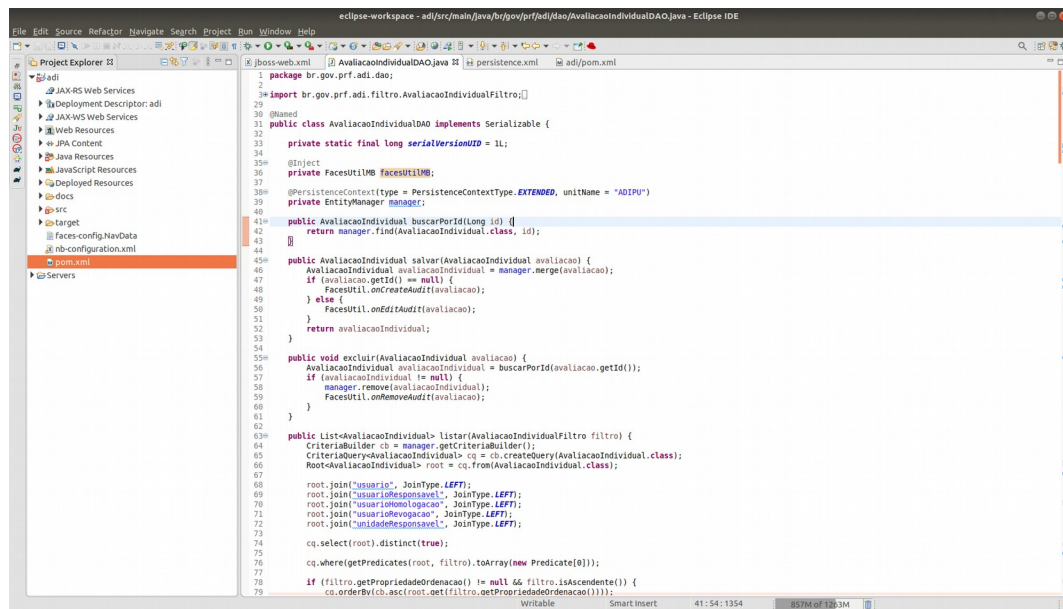 eclipse-workspace - adi/src/main/java/br/gov/prf/adi/dao/AvaliacaoIndividualDAO.java - Eclipse IDE
File Edit Source Refactor Navigate Search Project Run Window Help
Project Explorer
adi
JAX-RS Web Services
Deployment Descriptor: adi
JAX-WS Web Services
Web Resources
JPA Content
Java Resources
JavaScript Resources
Deployed Resources
docs
src
target
faces-config.NavData
nb-configuration.xml
pom.xml
Servers
jboss-web.xml AvaliacaoIndividualDAO.java persistence.xml adi/pom.xml
1 package br.gov.prf.adi.dao;
2
3 import br.gov.prf.adi.filtro.AvaliacaoIndividualFiltro;
29
30 @Named
31 public class AvaliacaoIndividualDAO implements Serializable {
32
33 private static final long serialVersionUID = 1L;
34
35 @Inject
36 private FacesUtilMB facesUtilMB;
37
38 @PersistenceContext(type = PersistenceContextType.EXTENDED, unitName = "ADIPU")
39 private EntityManager manager;
40
41 public AvaliacaoIndividual buscarPorId(Long id) {
42 return manager.find(AvaliacaoIndividual.class, id);
43 }
44
45 public AvaliacaoIndividual salvar(AvaliacaoIndividual avaliacao) {
46 AvaliacaoIndividual avaliacaoIndividual = manager.merge(avaliacao);
47 if (avaliacao.getId() == null) {
48 FacesUtil.onCreateAudit(avaliacao);
49 } else {
50 FacesUtil.onEditAudit(avaliacao);
51 }
52 return avaliacaoIndividual;
53 }
54
55 public void excluir(AvaliacaoIndividual avaliacao) {
56 AvaliacaoIndividual avaliacaoIndividual = buscarPorId(avaliacao.getId());
57 if (avaliacaoIndividual != null) {
58 manager.remove(avaliacaoIndividual);
59 FacesUtil.onRemoveAudit(avaliacao);
60 }
61 }
62
63 public List<AvaliacaoIndividual> listar(AvaliacaoIndividualFiltro filtro) {
64 CriteriaBuilder cb = manager.getCriteriaBuilder();
65 CriteriaQuery<AvaliacaoIndividual> cq = cb.createQuery(AvaliacaoIndividual.class);
66 Root<AvaliacaoIndividual> root = cq.from(AvaliacaoIndividual.class);
67
68 root.join("usuario", JoinType.LEFT);
69 root.join("usuarioResponsavel", JoinType.LEFT);
70 root.join("usuarioHomologacao", JoinType.LEFT);
71 root.join("usuarioRevogacao", JoinType.LEFT);
72 root.join("unidadeResponsavel", JoinType.LEFT);
73
74 cq.select(root).distinct(true);
75
76 cq.where(getPredicates(root, filtro).toArray(new Predicate[0]));
77
78 if (filtro.getPropriedadeOrdenacao() != null && filtro.isAscendente()) {
79 cq.orderBy(cb.asc(root.get(filtro.getPropriedadeOrdenacao())));
Writable Smart Insert 41 : 54 : 1354 857M of 1263M